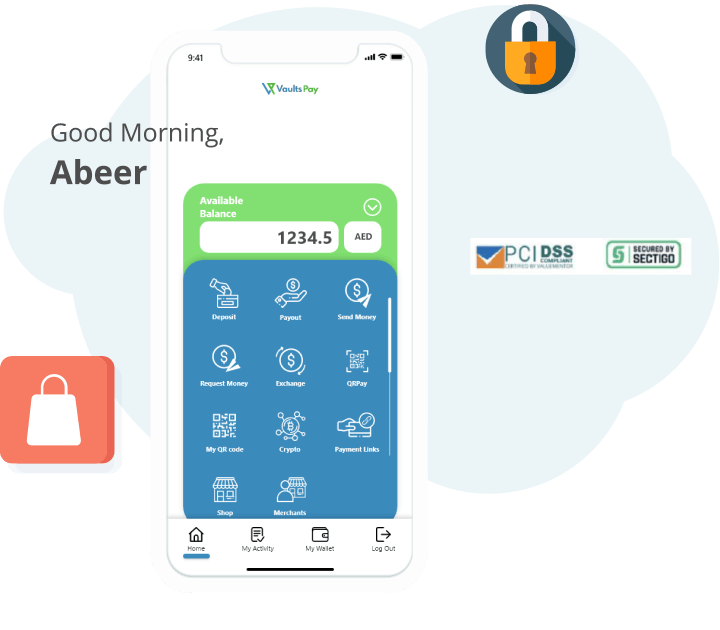 9:41
Vaults Pay
Good Morning,
Abeer
Available
Balance
1234.5
AED
Deposit
Payout
Send Money
Request Money
Exchange
QRPay
My QR code
Crypto
Payment Links
Shop
Merchants
Home
My Activity
My Wallet
Log Out
PCI DSS
COMPLIANT
CERTIFIED BY VALUEMENTOR
SECURED BY
SECTIGO